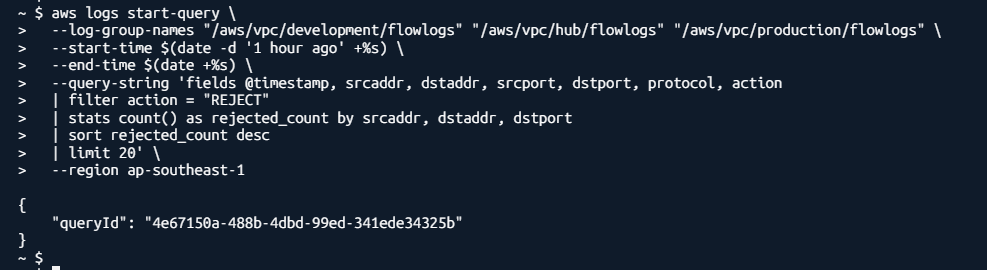 ~ $ aws logs start-query \
>   --log-group-names "/aws/vpc/development/flowlogs" "/aws/vpc/hub/flowlogs" "/aws/vpc/production/flowlogs" \
>   --start-time $(date -d '1 hour ago' +%s) \
>   --end-time $(date +%s) \
>   --query-string 'fields @timestamp, srcaddr, dstaddr, srcport, dstport, protocol, action
>   | filter action = "REJECT"
>   | stats count() as rejected_count by srcaddr, dstaddr, dstport
>   | sort rejected_count desc
>   | limit 20' \
>   --region ap-southeast-1
{
    "queryId": "4e67150a-488b-4dbd-99ed-341ede34325b"
}
~ $